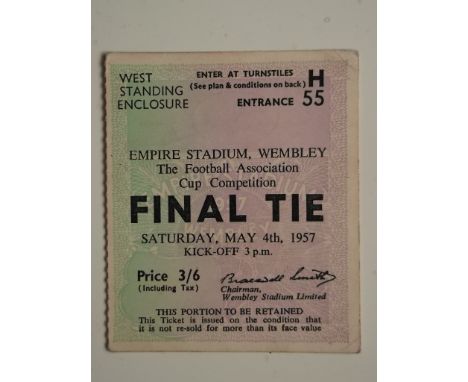 WEST
STANDING
ENCLOSURE
ENTER AT TURNSTILES
(See plan & conditions on back)
H
ENTRANCE 55
EMPIRE STADIUM, WEMBLEY
The Football Association
Cup Competition
FINAL TIE
SATURDAY, MAY 4th, 1957
KICK-OFF 3 p.m.
Price 3/6
(Including Tax)
Chairman,
Wembley Stadium Limited
THIS PORTION TO BE RETAINED
This Ticket is issued on the condition that
it is not re-sold for more than its face value